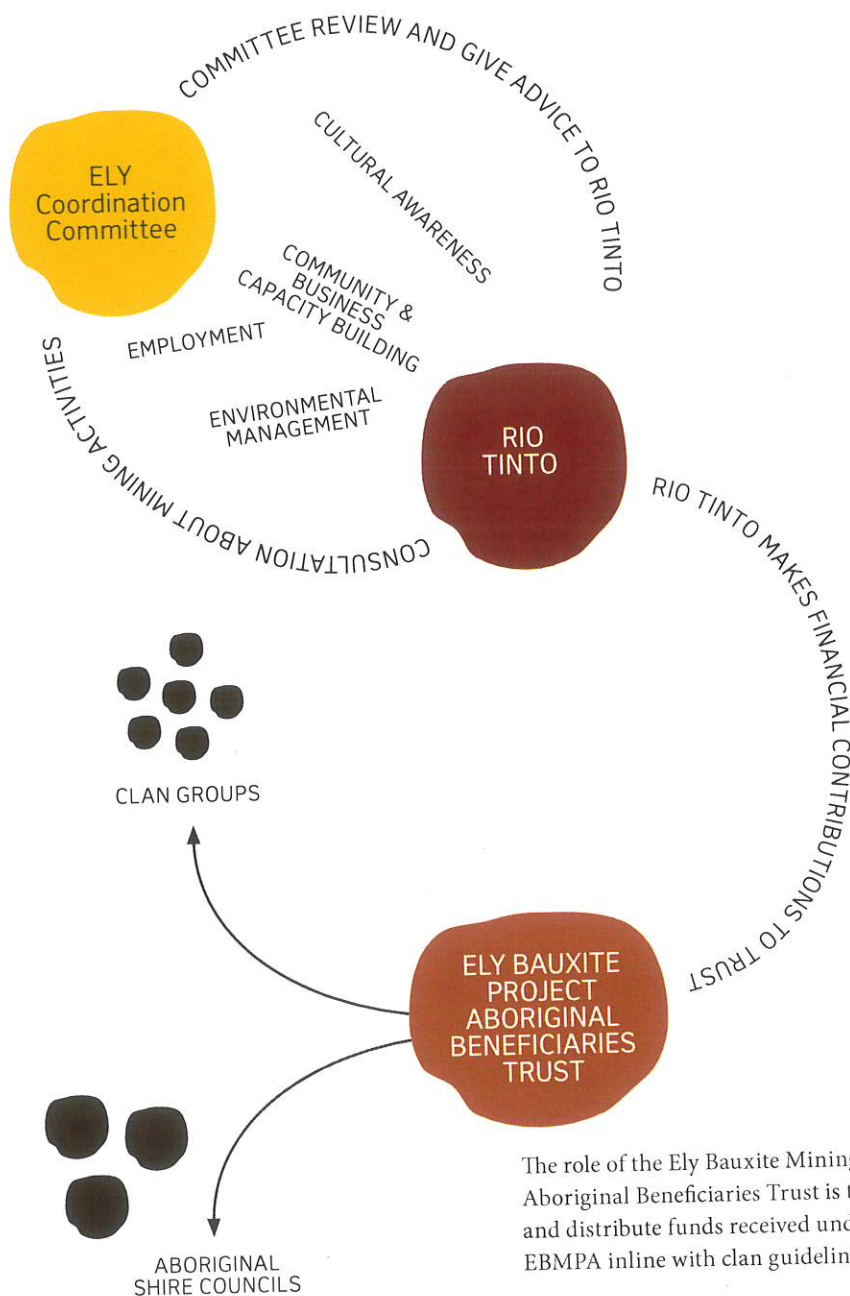 COMMITTEE REVIEW AND GIVE ADVICE TO RIO TINTO
ELY
Coordination
Committee
CULTURAL AWARENESS
COMMUNITY &
BUSINESS
CAPACITY BUILDING
EMPLOYMENT
ENVIRONMENTAL
MANAGEMENT
CONSULTATION ABOUT MINING ACTIVITIES
RIO
TINTO
RIO TINTO MAKES FINANCIAL CONTRIBUTIONS TO TRUST
CLAN GROUPS
ELY BAUXITE
PROJECT
ABORIGINAL
BENEFICIARIES
TRUST
ABORIGINAL
SHIRE COUNCILS
The role of the Ely Bauxite Mining
Aboriginal Beneficiaries Trust is
and distribute funds received
EBMPA inline with clan